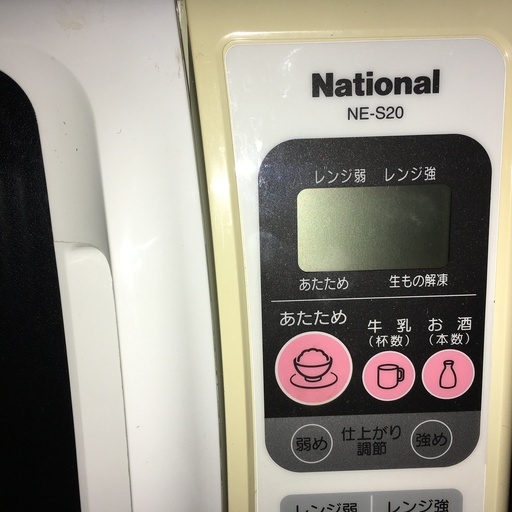 National
NE-S20
レンジ弱 レンジ強
あたため 生もの解凍
あたため 牛乳 お酒
(杯数) (本数)
弱め 仕上がり 強め
調節
レンジ弱 レンジ強